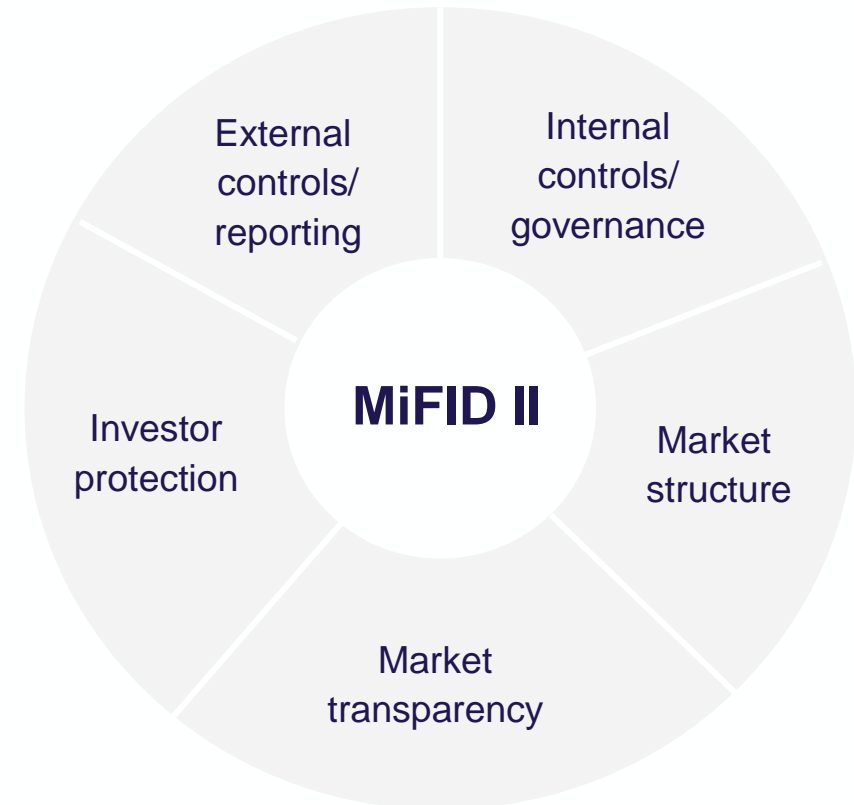 External
controls/
reporting
Internal
controls/
governance
MiFID II
Investor
protection
Market
structure
Market
transparency